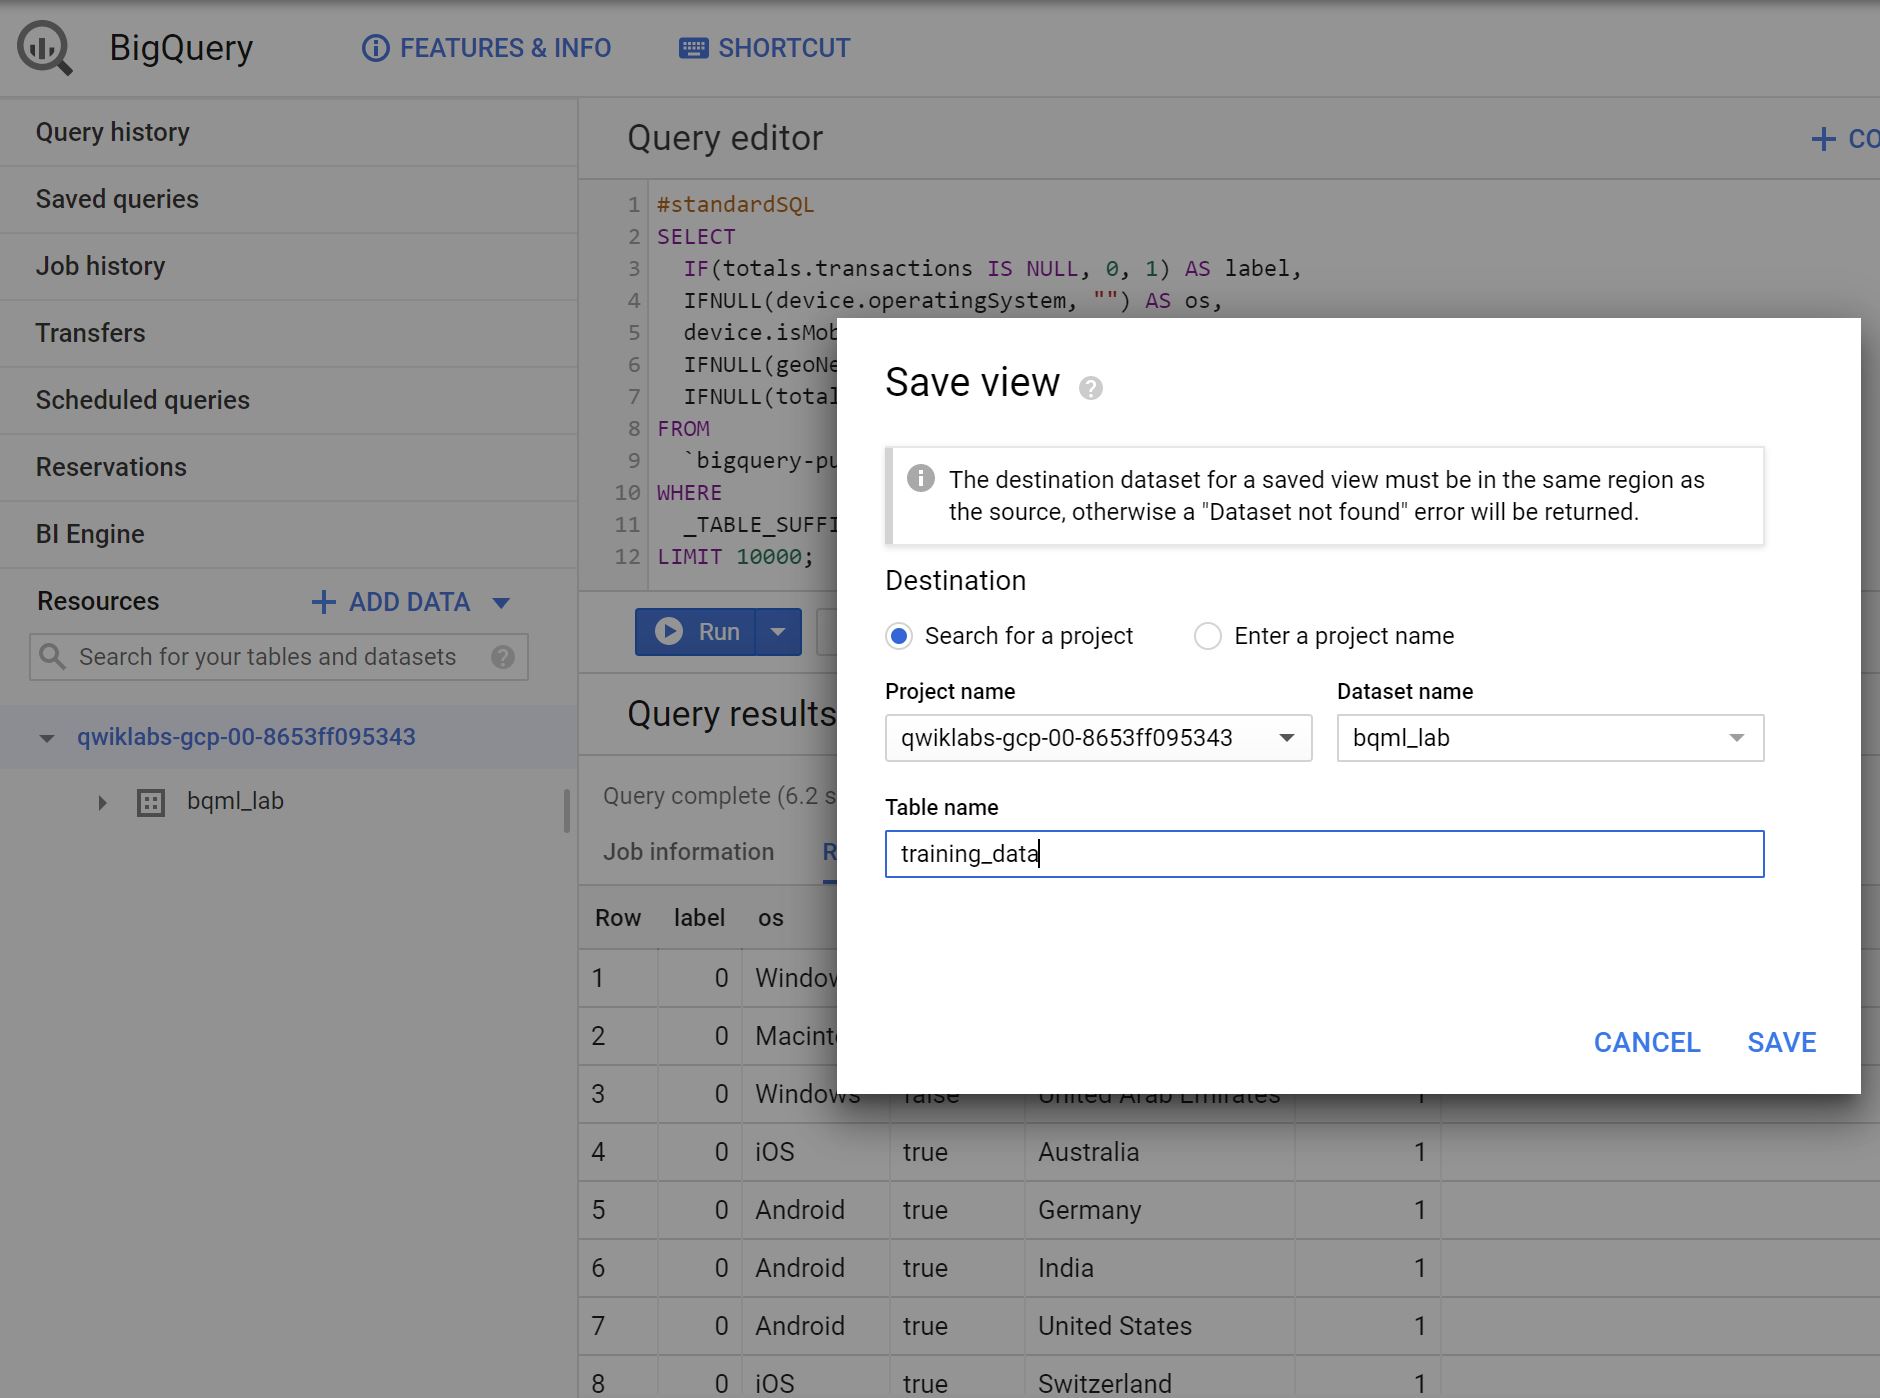 BigQuery
FEATURES & INFO
SHORTCUT
Query history
Saved queries
Job history
Transfers
Scheduled queries
Reservations
BI Engine
Resources
ADD DATA
Search for your tables and datasets
qwiklabs-gcp-00-8653ff095343
bqml_lab
Query editor
+ CO
1 #standardSQL
2 SELECT
3 IF(totals.transactions IS NULL, 0, 1) AS label,
4 IFNULL(device.operatingSystem, "") AS os,
5 device.isMob
6 IFNULL(geoNe
7 IFNULL(total
8 FROM
9 `bigquery-pu
10 WHERE
11 _TABLE_SUFFI
12 LIMIT 10000;
Run
Query results
Query complete (6.2 s
Job information
R
Row label os
1 0 Window
2 0 Macint
3 0 Windows false United Arab Emirates 1
4 0 iOS true Australia 1
5 0 Android true Germany 1
6 0 Android true India 1
7 0 Android true United States 1
8 0 iOS true Switzerland 1
Save view
The destination dataset for a saved view must be in the same region as
the source, otherwise a "Dataset not found" error will be returned.
Destination
Search for a project
Enter a project name
Project name
Dataset name
qwiklabs-gcp-00-8653ff095343
bqml_lab
Table name
training_data
CANCEL
SAVE